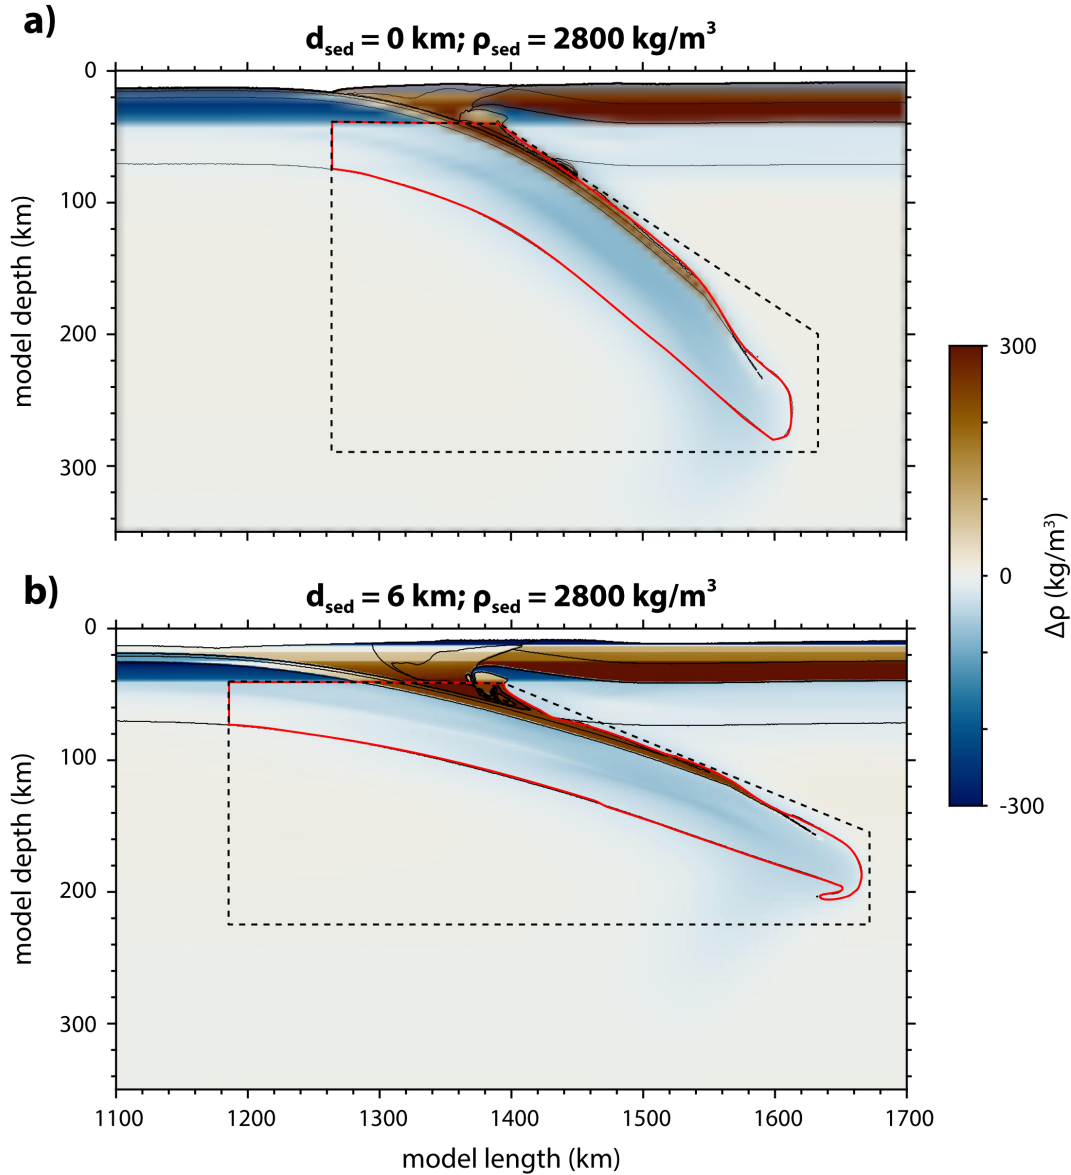 a)
d_sed = 0 km; ρ_sed = 2800 kg/m³
0
100
200
300
model depth (km)
b)
d_sed = 6 km; ρ_sed = 2800 kg/m³
0
100
200
300
model depth (km)
1100 1200 1300 1400 1500 1600 1700
model length (km)
300
0
-300
Δρ (kg/m³)